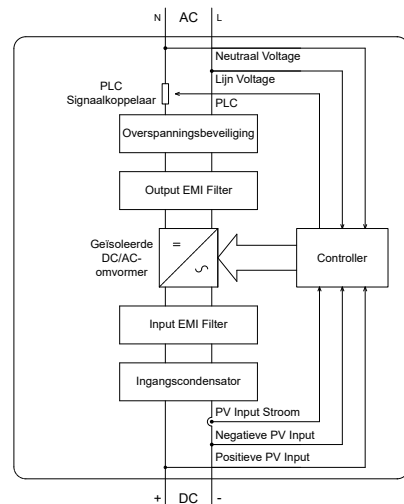 N AC L
Neutraal Voltage
Lijn Voltage
PLC
Signaalkoppelaar
PLC
Overspanningsbeveiliging
Output EMI Filter
Geïsoleerde
DC/AC-
omvormer
Controller
Input EMI Filter
Ingangscondensator
PV Input Stroom
Negatieve PV Input
Positieve PV Input
+ DC -